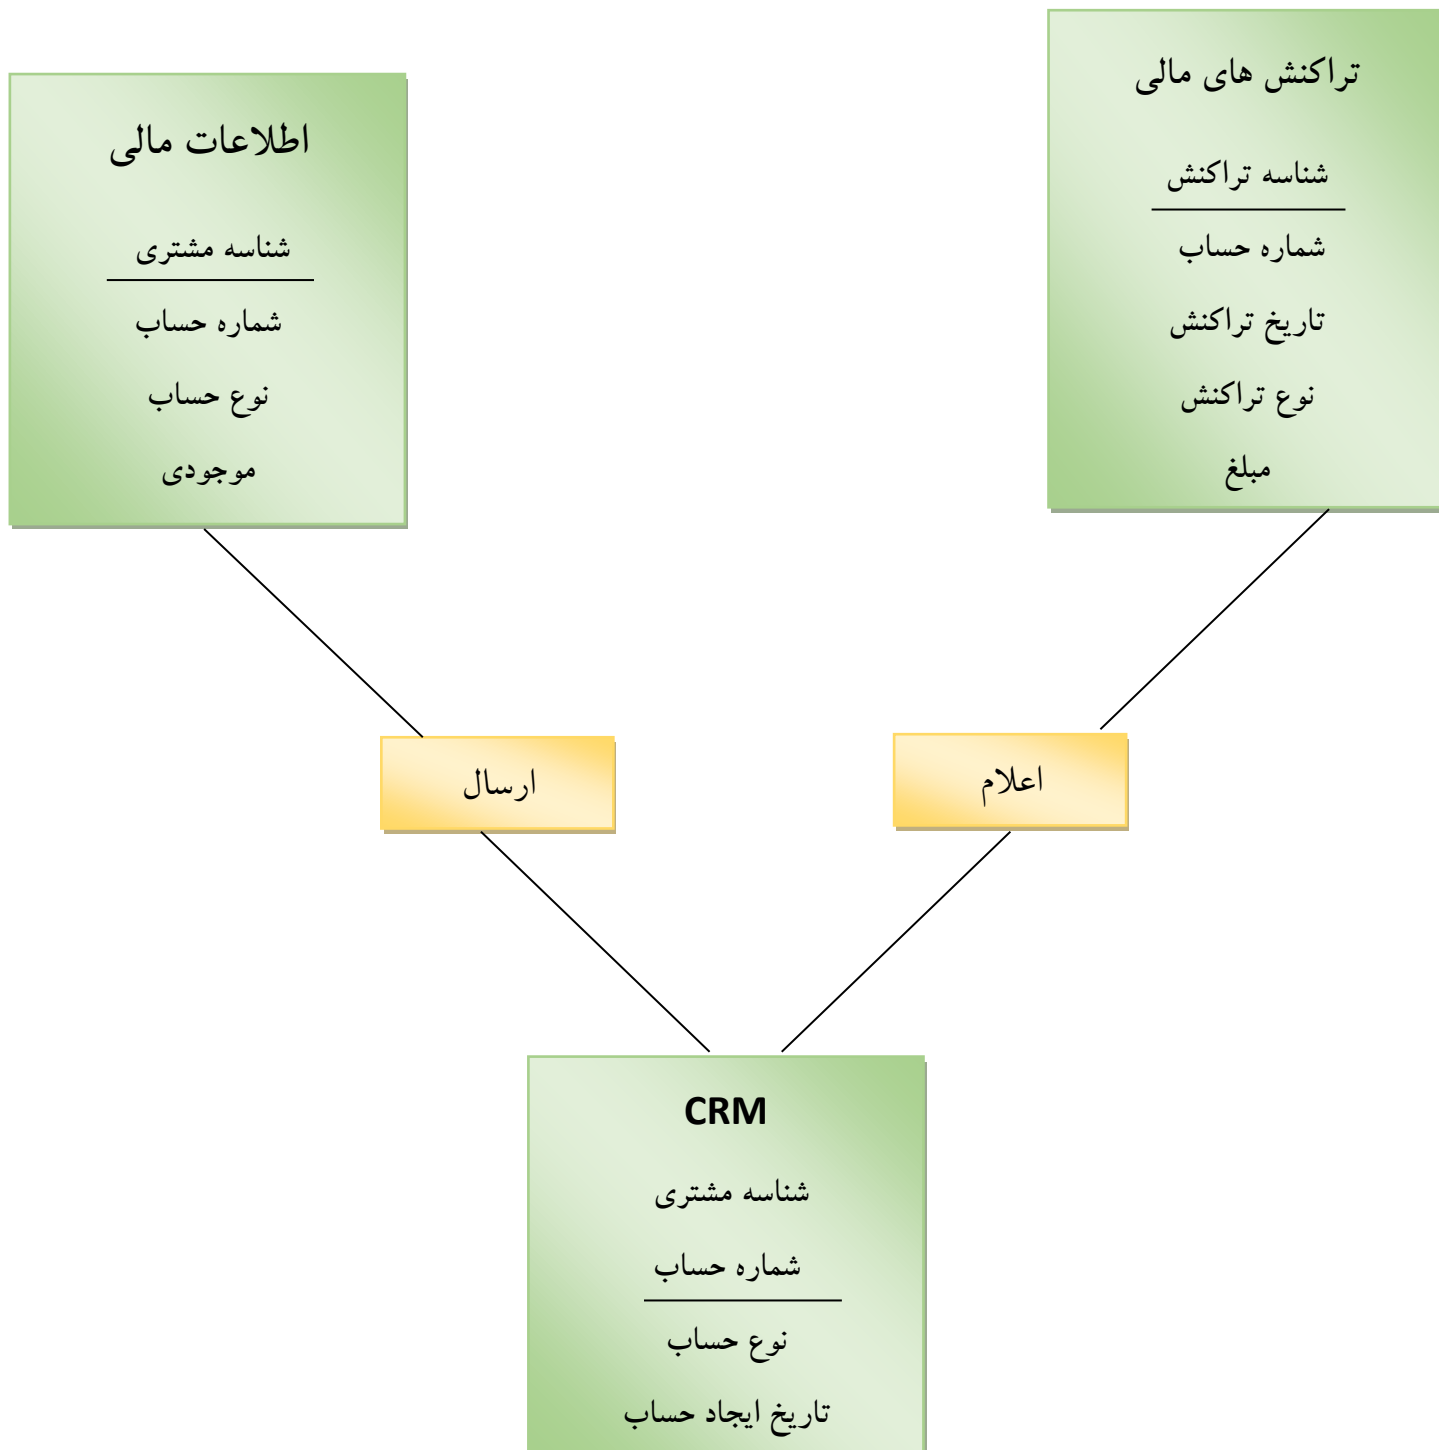 تراکنش های مالی
شناسه تراکنش
شماره حساب
تاریخ تراکنش
نوع تراکنش
مبلغ
اطلاعات مالی
شناسه مشتری
شماره حساب
نوع حساب
موجودی
اعلام
ارسال
CRM
شناسه مشتری
شماره حساب
نوع حساب
تاریخ ایجاد حساب